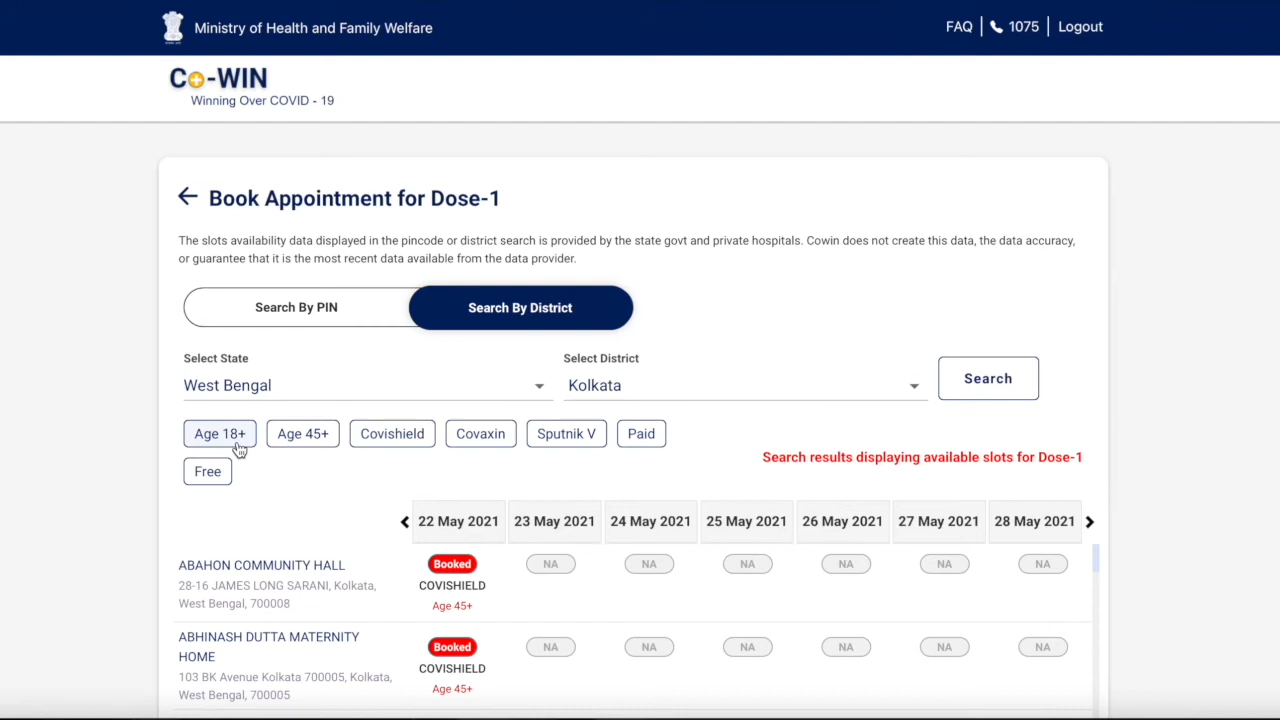 Ministry of Health and Family Welfare
FAQ
1075
Logout
Co-WIN
Winning Over COVID - 19
Book Appointment for Dose-1
The slots availability data displayed in the pincode or district search is provided by the state govt and private hospitals. Cowin does not create this data, the data accuracy,
or guarantee that it is the most recent data available from the data provider.
Search By PIN
Search By District
Select State
Select District
West Bengal
Kolkata
Search
Age 18+
Age 45+
Covishield
Covaxin
Sputnik V
Paid
Free
Search results displaying available slots for Dose-1
22 May 2021
23 May 2021
24 May 2021
25 May 2021
26 May 2021
27 May 2021
28 May 2021
ABAHON COMMUNITY HALL
28-16 JAMES LONG SARANI, Kolkata,
West Bengal, 700008
Booked
COVISHIELD
Age 45+
NA
NA
NA
NA
NA
NA
ABHINASH DUTTA MATERNITY
HOME
103 BK Avenue Kolkata 700005, Kolkata,
West Bengal, 700005
Booked
COVISHIELD
Age 45+
NA
NA
NA
NA
NA
NA